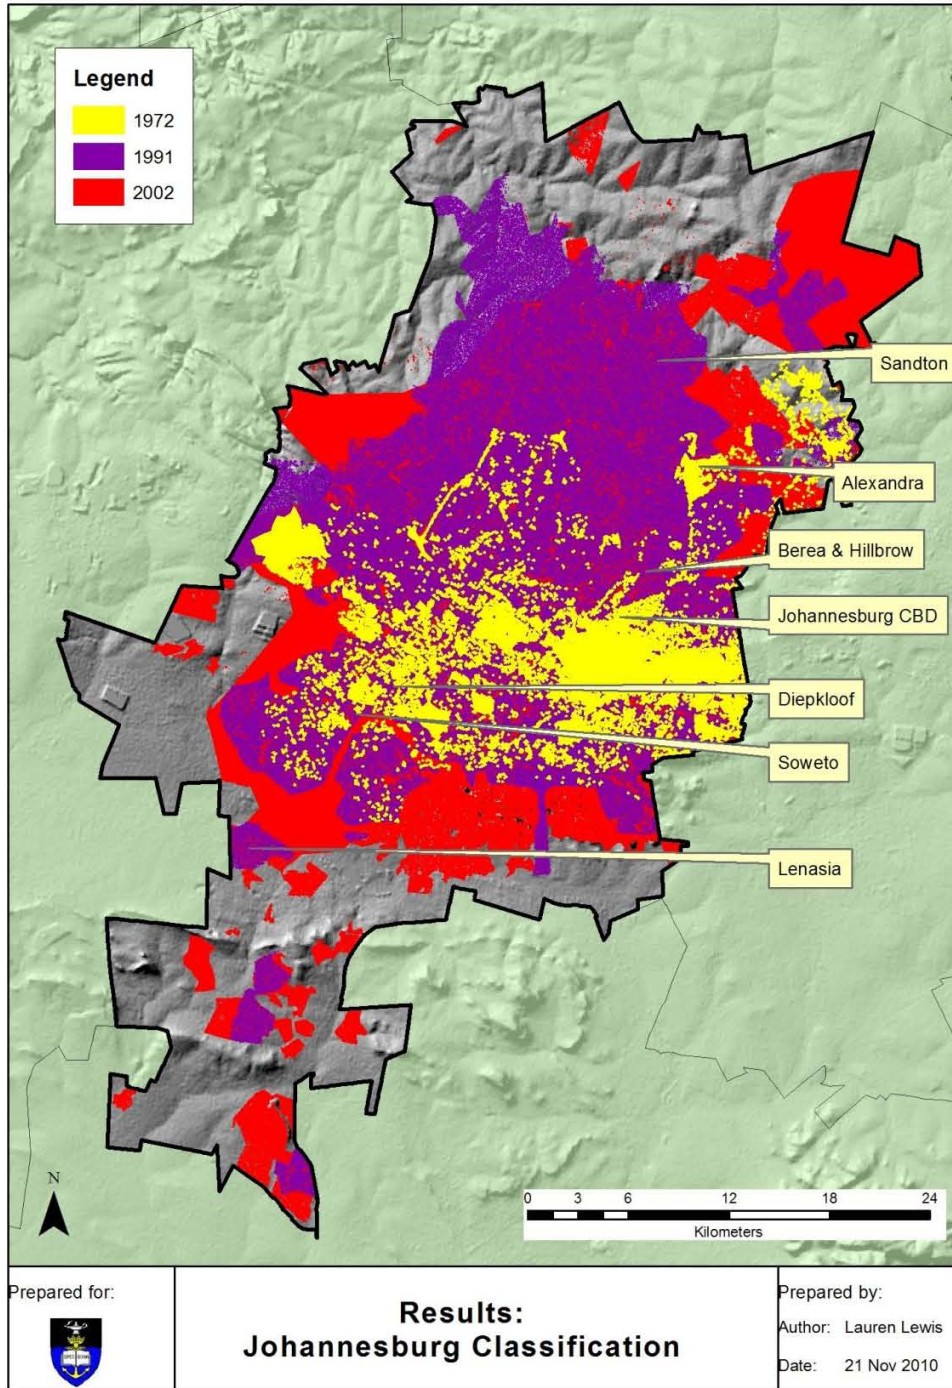 Legend
1972
1991
2002
Sandton
Alexandra
Berea & Hillbrow
Johannesburg CBD
Diepkloof
Soweto
Lenasia
N
0 3 6 12 18 24
Kilometers
Prepared for:
Results:
Johannesburg Classification
Prepared by:
Author: Lauren Lewis
Date: 21 Nov 2010